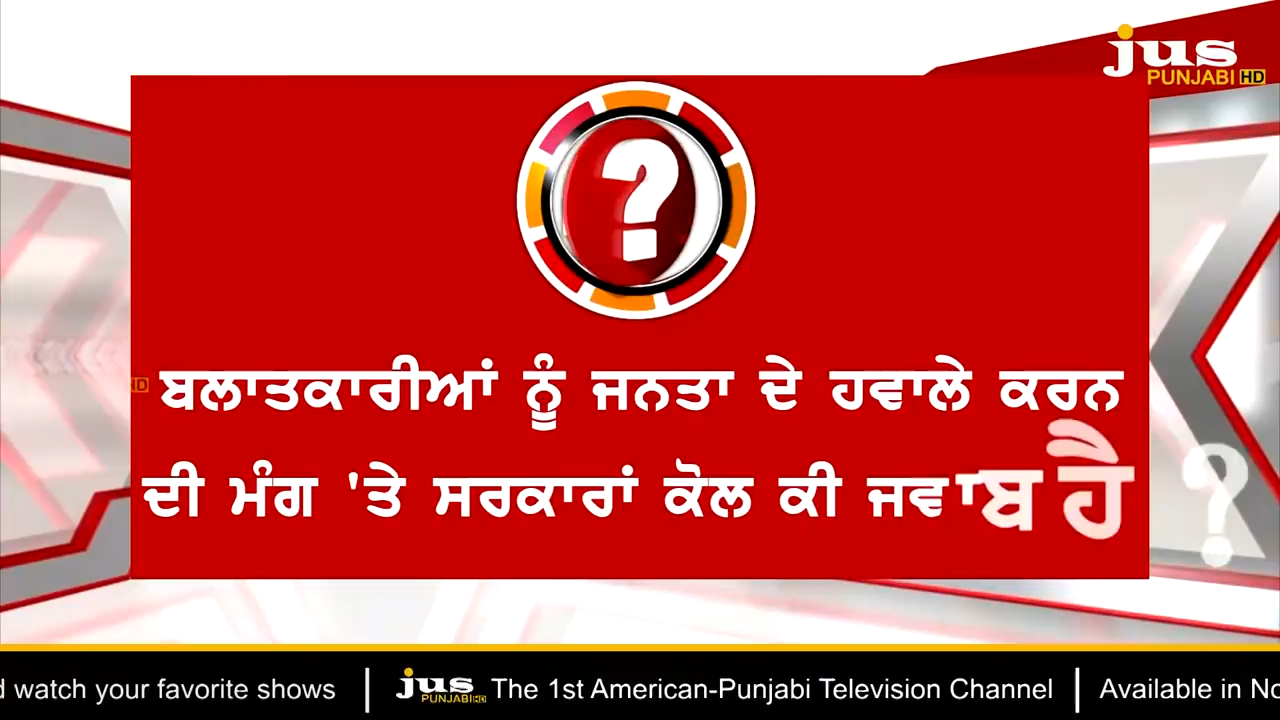 jus
PUNJABI HD
?
HD
ਬਲਾਤਕਾਰੀਆਂ ਨੂੰ ਜਨਤਾ ਦੇ ਹਵਾਲੇ ਕਰਨ
ਦੀ ਮੰਗ 'ਤੇ ਸਰਕਾਰਾਂ ਕੋਲ ਕੀ ਜਵਾਬ ਹੈ ?
watch your favorite shows | jus PUNJABI HD The 1st American-Punjabi Television Channel | Available in